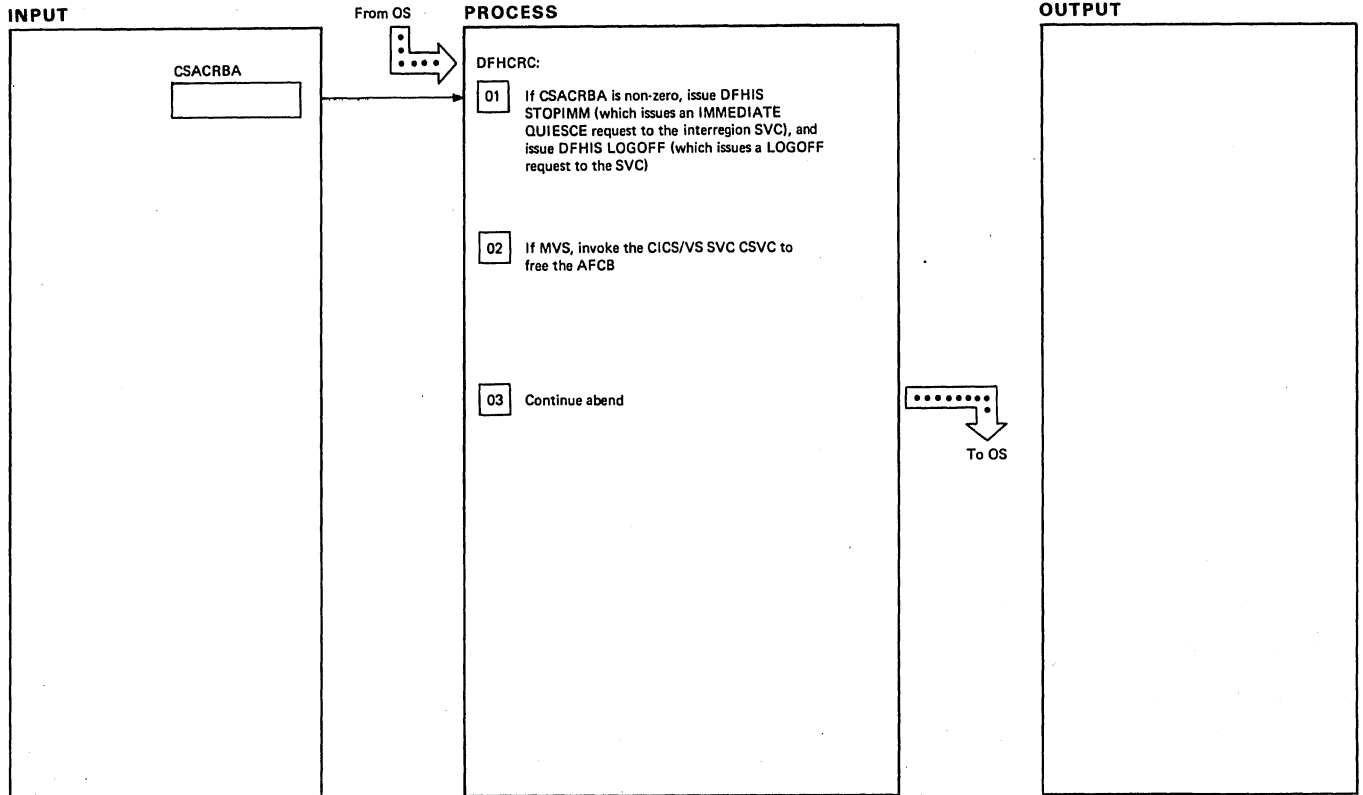 INPUT
From OS
PROCESS
OUTPUT
CSACRBA
DFHCRC:
01 If CSACRBA is non-zero, issue DFHIS
STOPIMM (which issues an IMMEDIATE
QUIESCE request to the interregion SVC), and
issue DFHIS LOGOFF (which issues a LOGOFF
request to the SVC)
02 If MVS, invoke the CICS/VS SVC CSVC to
free the AFCB
03 Continue abend
To OS